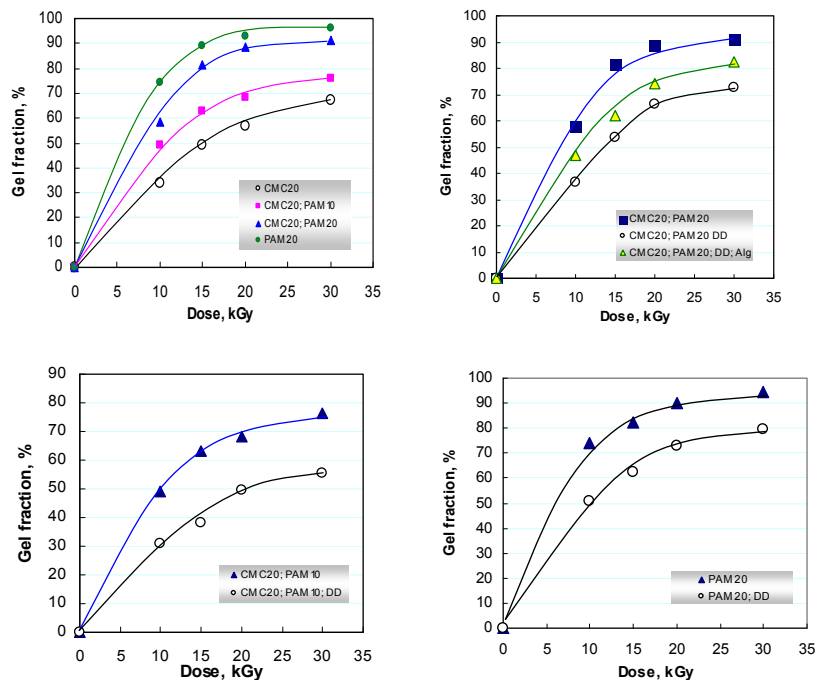 Gel fraction, %
100
90
80
70
60
50
40
30
20
10
0
CMC20
CMC20; PAM10
CMC20; PAM20
PAM20
0 5 10 15 20 25 30 35
Dose, kGy
Gel fraction, %
100
90
80
70
60
50
40
30
20
10
0
CMC20; PAM20
CMC20; PAM20 DD
CMC20; PAM20; DD; Alg
0 5 10 15 20 25 30 35
Dose, kGy
Gel fraction, %
90
80
70
60
50
40
30
20
10
0
CMC20; PAM10
CMC20; PAM10; DD
0 5 10 15 20 25 30 35
Dose, kGy
Gel fraction, %
100
90
80
70
60
50
40
30
20
10
0
PAM20
PAM20; DD
0 5 10 15 20 25 30 35
Dose, kGy